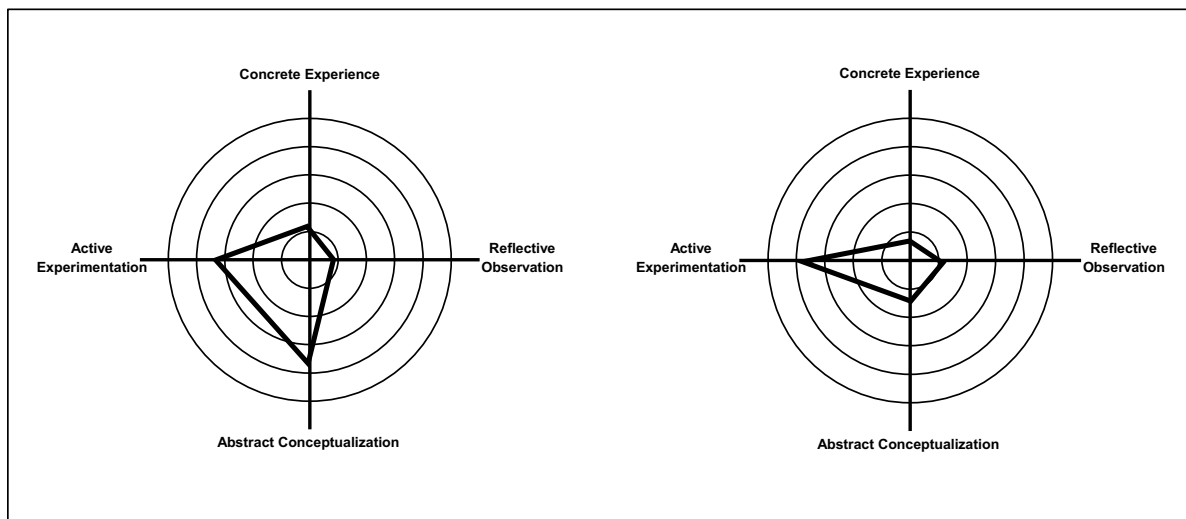 Concrete Experience
Active
Experimentation
Reflective
Observation
Abstract Conceptualization
Concrete Experience
Active
Experimentation
Reflective
Observation
Abstract Conceptualization